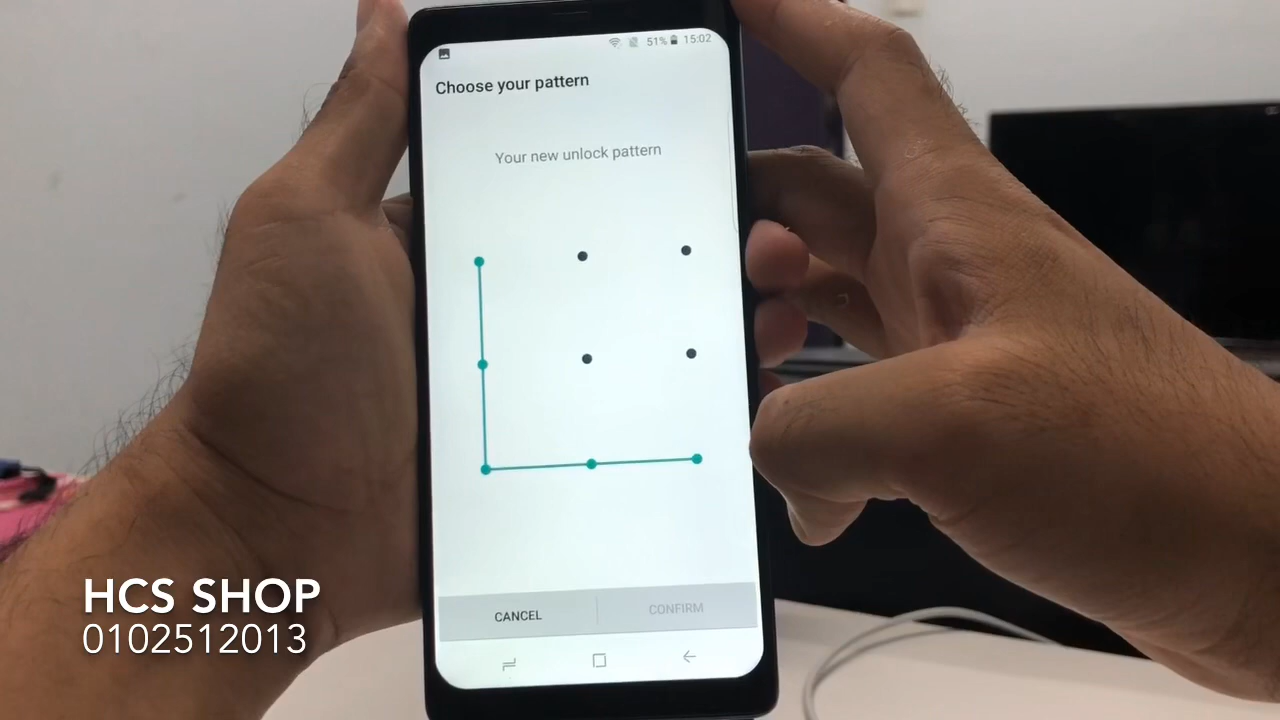 51% 15:02
Choose your pattern
Your new unlock pattern
CANCEL CONFIRM
HCS SHOP
0102512013